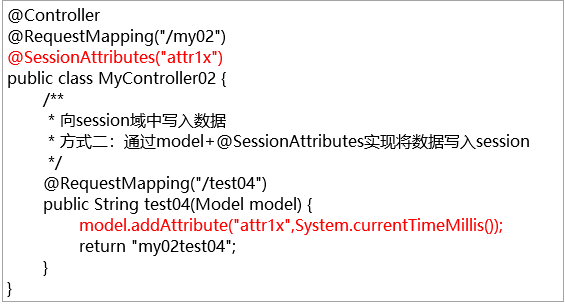 @Controller
@RequestMapping("/my02")
@SessionAttributes("attr1x")
public class MyController02 {
/**
* 向session域中写入数据
* 方式二：通过model+@SessionAttributes实现将数据写入session
*/
@RequestMapping("/test04")
public String test04(Model model) {
model.addAttribute("attr1x",System.currentTimeMillis());
return "my02test04";
}
}